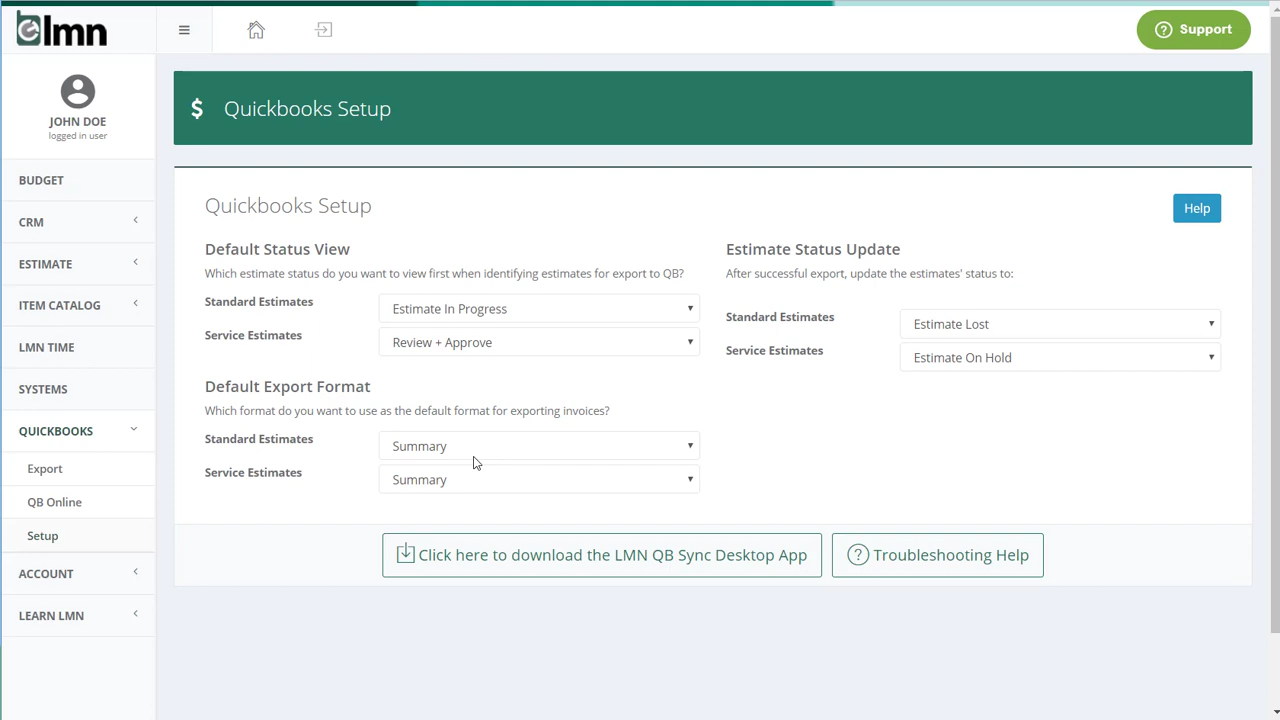 lmn
Support
JOHN DOE
logged in user
BUDGET
CRM
ESTIMATE
ITEM CATALOG
LMN TIME
SYSTEMS
QUICKBOOKS
Export
QB Online
Setup
ACCOUNT
LEARN LMN
$ Quickbooks Setup
Quickbooks Setup
Help
Default Status View
Which estimate status do you want to view first when identifying estimates for export to QB?
Standard Estimates Estimate In Progress
Service Estimates Review + Approve
Default Export Format
Which format do you want to use as the default format for exporting invoices?
Standard Estimates Summary
Service Estimates Summary
Estimate Status Update
After successful export, update the estimates' status to:
Standard Estimates Estimate Lost
Service Estimates Estimate On Hold
Click here to download the LMN QB Sync Desktop App
Troubleshooting Help